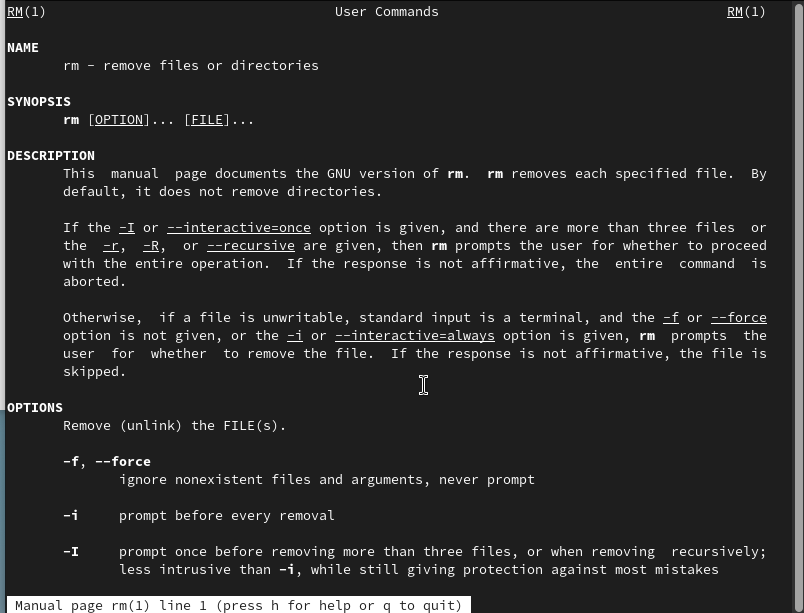 RM(1) User Commands RM(1)
NAME
rm - remove files or directories
SYNOPSIS
rm [OPTION]... [FILE]...
DESCRIPTION
This manual page documents the GNU version of rm. rm removes each specified file. By
default, it does not remove directories.
If the -I or --interactive=once option is given, and there are more than three files or
the -r, -R, or --recursive are given, then rm prompts the user for whether to proceed
with the entire operation. If the response is not affirmative, the entire command is
aborted.
Otherwise, if a file is unwritable, standard input is a terminal, and the -f or --force
option is not given, or the -i or --interactive=always option is given, rm prompts the
user for whether to remove the file. If the response is not affirmative, the file is
skipped.
OPTIONS
Remove (unlink) the FILE(s).
-f, --force
ignore nonexistent files and arguments, never prompt
-i prompt before every removal
-I prompt once before removing more than three files, or when removing recursively;
less intrusive than -i, while still giving protection against most mistakes
Manual page rm(1) line 1 (press h for help or q to quit)